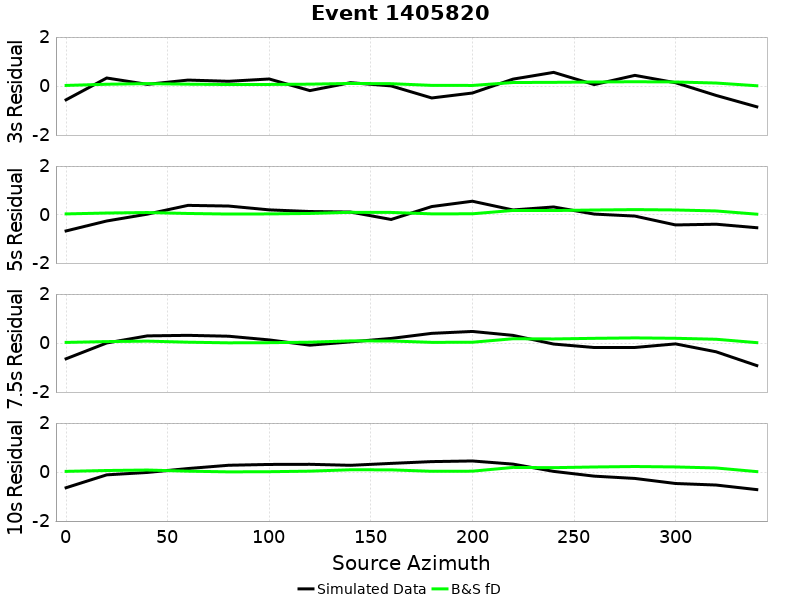 Event 1405820
3s Residual
2
0
-2
5s Residual
2
0
-2
7.5s Residual
2
0
-2
10s Residual
2
0
-2
0 50 100 150 200 250 300
Source Azimuth
Simulated Data B&S fD